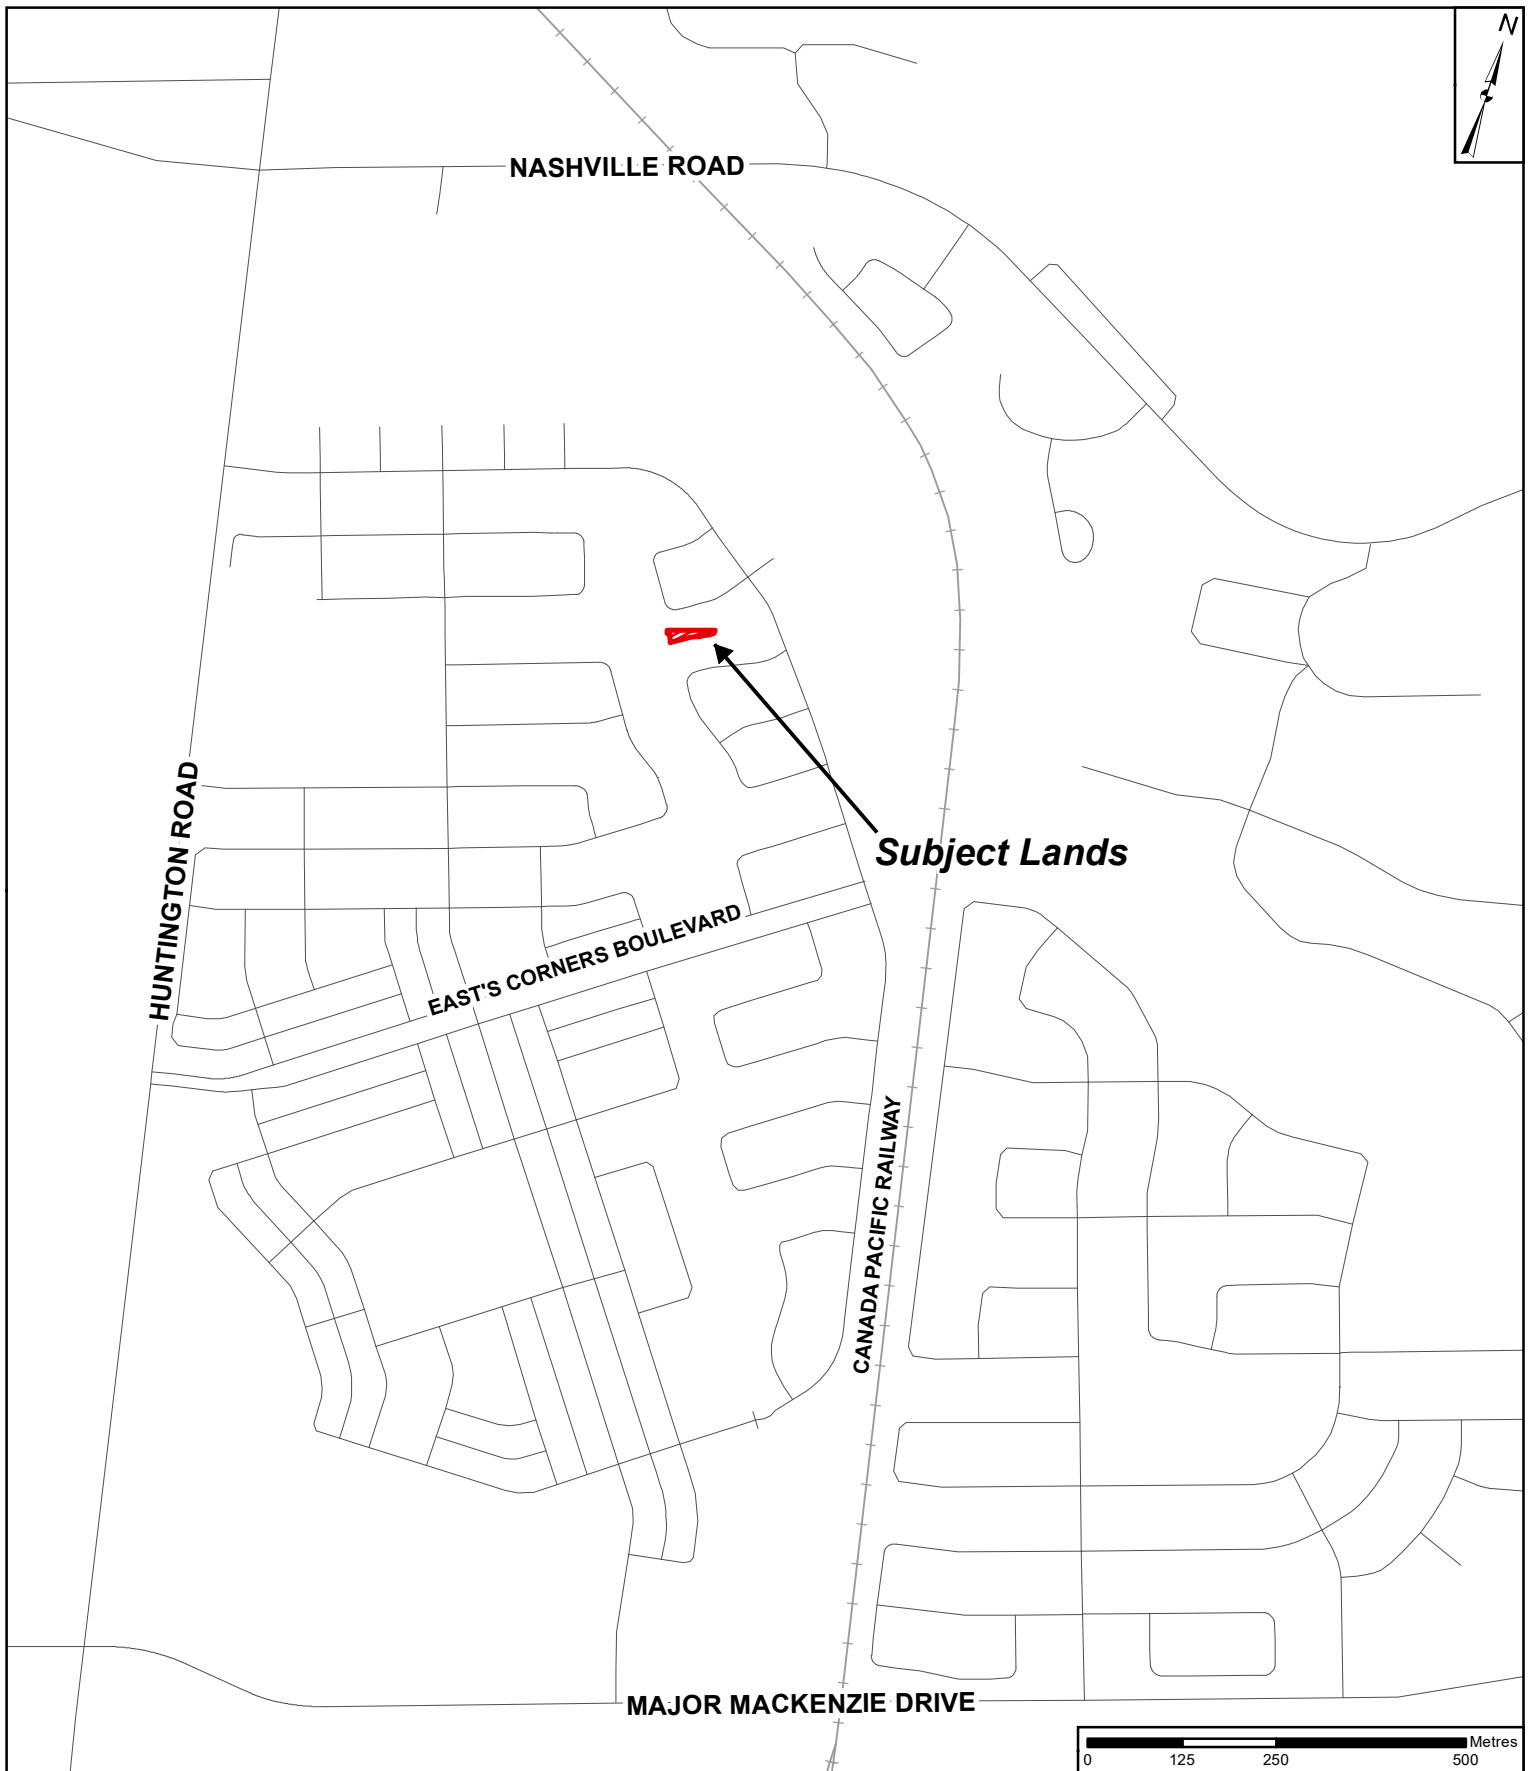 N
NASHVILLE ROAD
HUNTINGTON ROAD
Subject Lands
EAST'S CORNERS BOULEVARD
CANADA PACIFIC RAILWAY
MAJOR MACKENZIE DRIVE
Metres
0 125 250 500